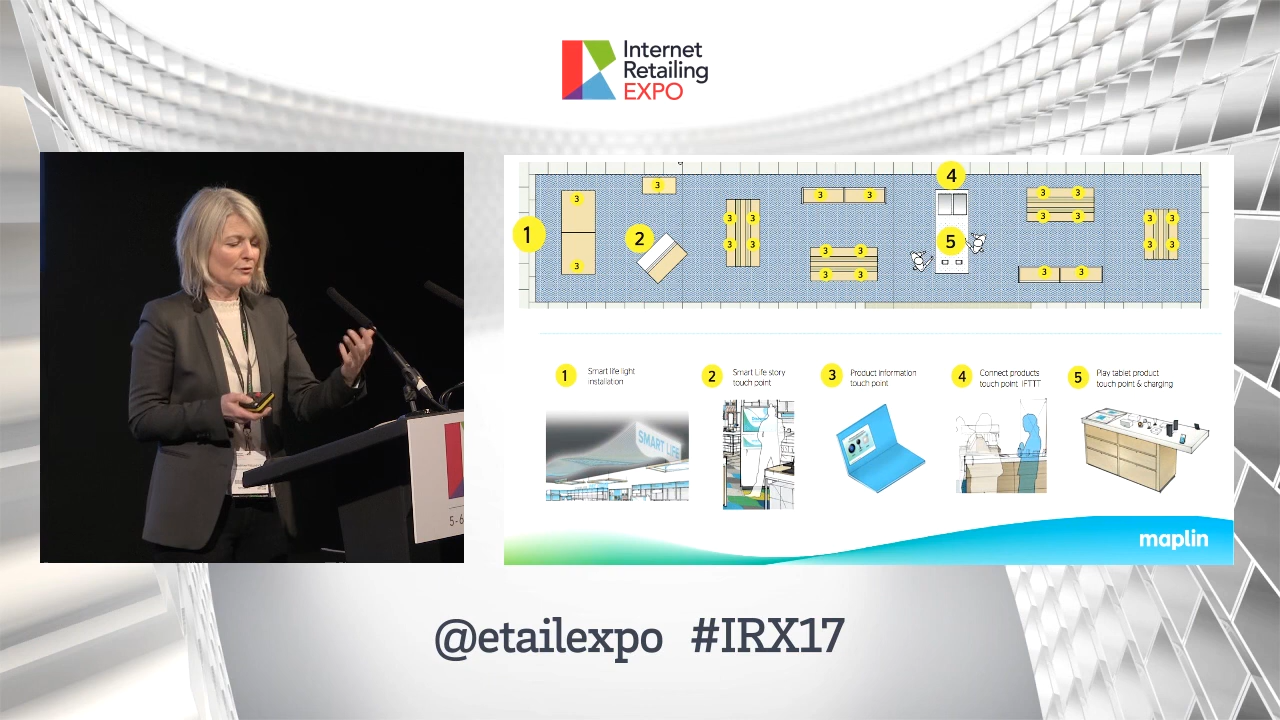 Internet
Retailing
EXPO
3
3
3
1
2
3
3
3
3
3
3
3
3
3
3
4
5
3
3
3
3
3
3
3
3
3
3
1 Smart life light
installation
2 Smart Life story
touch point
3 Product information
touch point
4 Connect products
touch point IFTTT
5 Play tablet product
touch point & charging
SMART LIFE
maplin
5-6
@etailexpo #IRX17